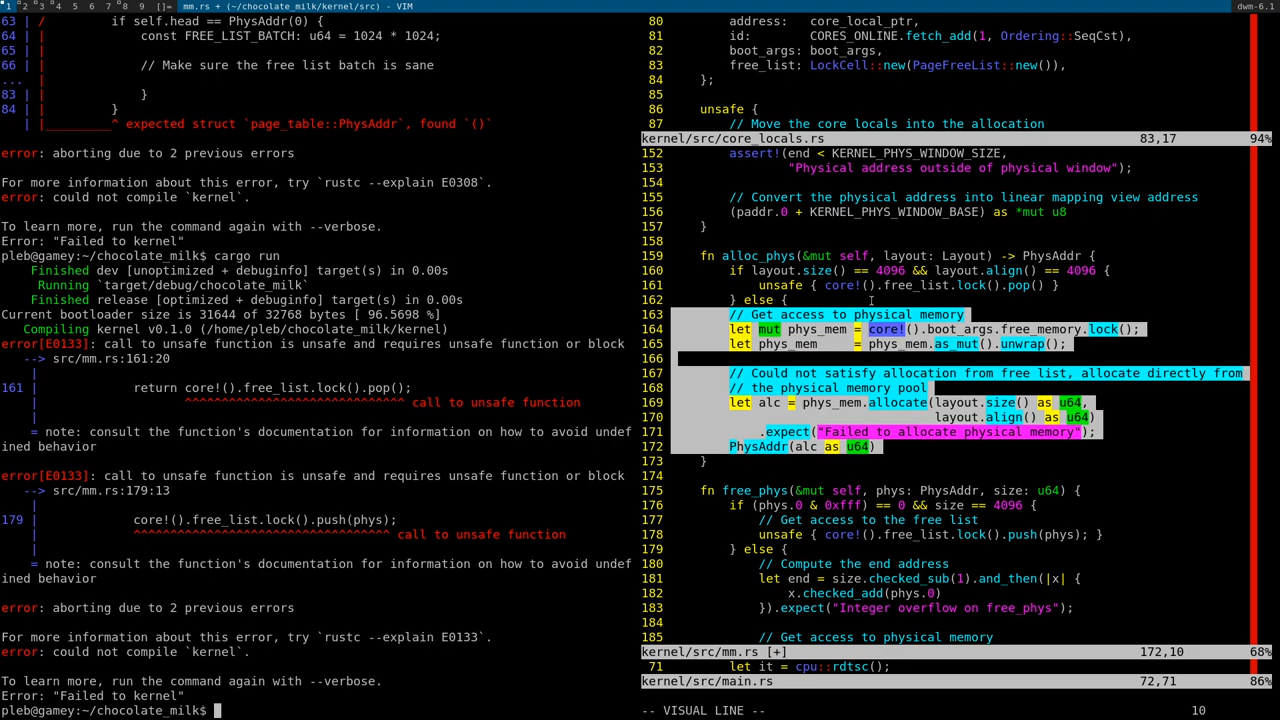 1 2 3 4 5 6 7 8 9 []= mm.rs + (~/chocolate_milk/kernel/src) - VIM dwm-6.1
63 | /         if self.head == PhysAddr(0) {
64 | |             const FREE_LIST_BATCH: u64 = 1024 * 1024;
65 | |
66 | |             // Make sure the free list batch is sane
...  |
83 | |             }
84 | |         }
   | |_________^ expected struct `page_table::PhysAddr`, found `()`
error: aborting due to 2 previous errors
For more information about this error, try `rustc --explain E0308`.
error: could not compile `kernel`.
To learn more, run the command again with --verbose.
Error: "Failed to kernel"
pleb@gamey:~/chocolate_milk$ cargo run
    Finished dev [unoptimized + debuginfo] target(s) in 0.00s
     Running `target/debug/chocolate_milk`
    Finished release [optimized + debuginfo] target(s) in 0.00s
Current bootloader size is 31644 of 32768 bytes [ 96.5698 %]
   Compiling kernel v0.1.0 (/home/pleb/chocolate_milk/kernel)
error[E0133]: call to unsafe function is unsafe and requires unsafe function or block
   --> src/mm.rs:161:20
    |
161 |             return core!().free_list.lock().pop();
    |                    ^^^^^^^^^^^^^^^^^^^^^^^^^^^^^^ call to unsafe function
    |
    = note: consult the function's documentation for information on how to avoid undef
ined behavior
error[E0133]: call to unsafe function is unsafe and requires unsafe function or block
   --> src/mm.rs:179:13
    |
179 |             core!().free_list.lock().push(phys);
    |             ^^^^^^^^^^^^^^^^^^^^^^^^^^^^^^^^^^^ call to unsafe function
    |
    = note: consult the function's documentation for information on how to avoid undef
ined behavior
error: aborting due to 2 previous errors
For more information about this error, try `rustc --explain E0133`.
error: could not compile `kernel`.
To learn more, run the command again with --verbose.
Error: "Failed to kernel"
pleb@gamey:~/chocolate_milk$
80         address:   core_local_ptr,
81         id:        CORES_ONLINE.fetch_add(1, Ordering::SeqCst),
82         boot_args: boot_args,
83         free_list: LockCell::new(PageFreeList::new()),
84     };
85
86     unsafe {
87         // Move the core locals into the allocation
kernel/src/core_locals.rs 83,17 94%
152         assert!(end < KERNEL_PHYS_WINDOW_SIZE,
153                 "Physical address outside of physical window");
154
155         // Convert the physical address into linear mapping view address
156         (paddr.0 + KERNEL_PHYS_WINDOW_BASE) as *mut u8
157     }
158
159     fn alloc_phys(&mut self, layout: Layout) -> PhysAddr {
160         if layout.size() == 4096 && layout.align() == 4096 {
161             unsafe { core!().free_list.lock().pop() }
162         } else {
163         // Get access to physical memory
164         let mut phys_mem = core!().boot_args.free_memory.lock();
165         let phys_mem     = phys_mem.as_mut().unwrap();
166
167         // Could not satisfy allocation from free list, allocate directly from
168         // the physical memory pool
169         let alc = phys_mem.allocate(layout.size() as u64,
170                                     layout.align() as u64)
171             .expect("Failed to allocate physical memory");
172         PhysAddr(alc as u64)
173     }
174
175     fn free_phys(&mut self, phys: PhysAddr, size: u64) {
176         if (phys.0 & 0xfff) == 0 && size == 4096 {
177             // Get access to the free list
178             unsafe { core!().free_list.lock().push(phys); }
179         } else {
180             // Compute the end address
181             let end = size.checked_sub(1).and_then(|x| {
182                 x.checked_add(phys.0)
183             }).expect("Integer overflow on free_phys");
184
185             // Get access to physical memory
kernel/src/mm.rs [+] 172,10 68%
71         let it = cpu::rdtsc();
kernel/src/main.rs 72,71 86%
-- VISUAL LINE -- 10